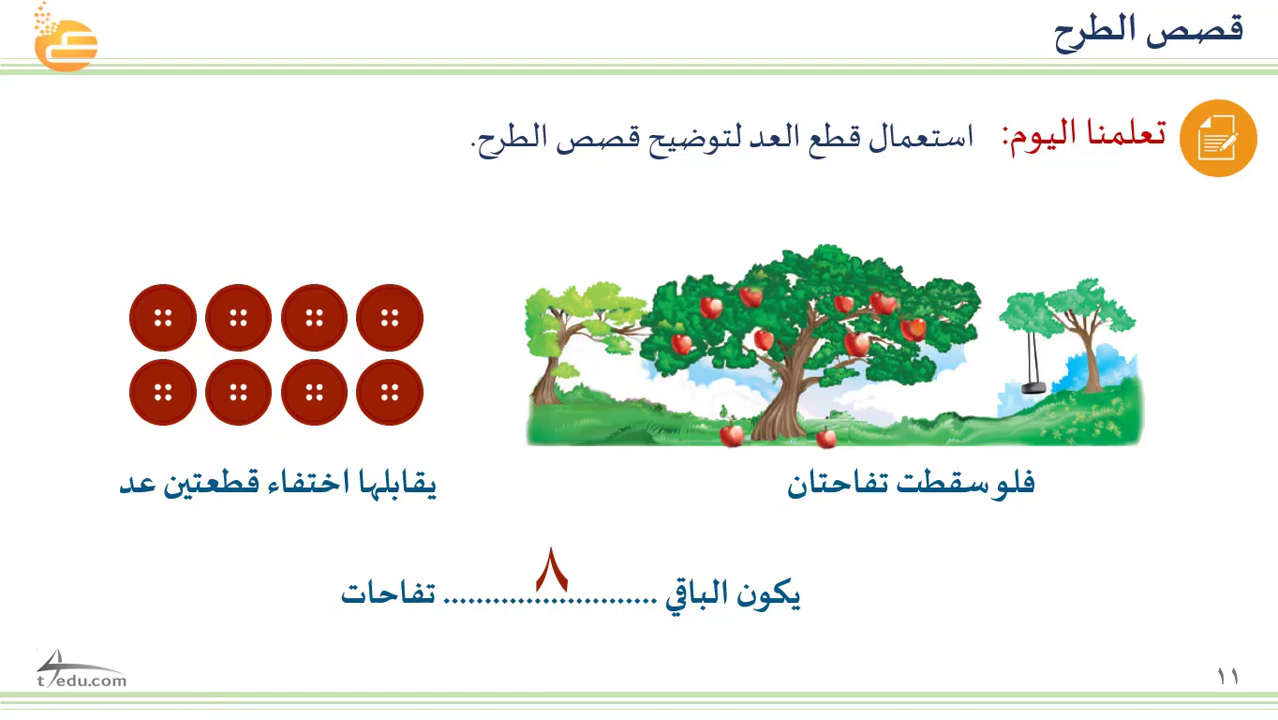 قصص الطرح
تعلمنا اليوم: استعمال قطع العد لتوضيح قصص الطرح.
فلو سقطت تفاحتان
يقابلها اختفاء قطعتين عد
يكون الباقي .........٨......... تفاحات
t4edu.com
١١